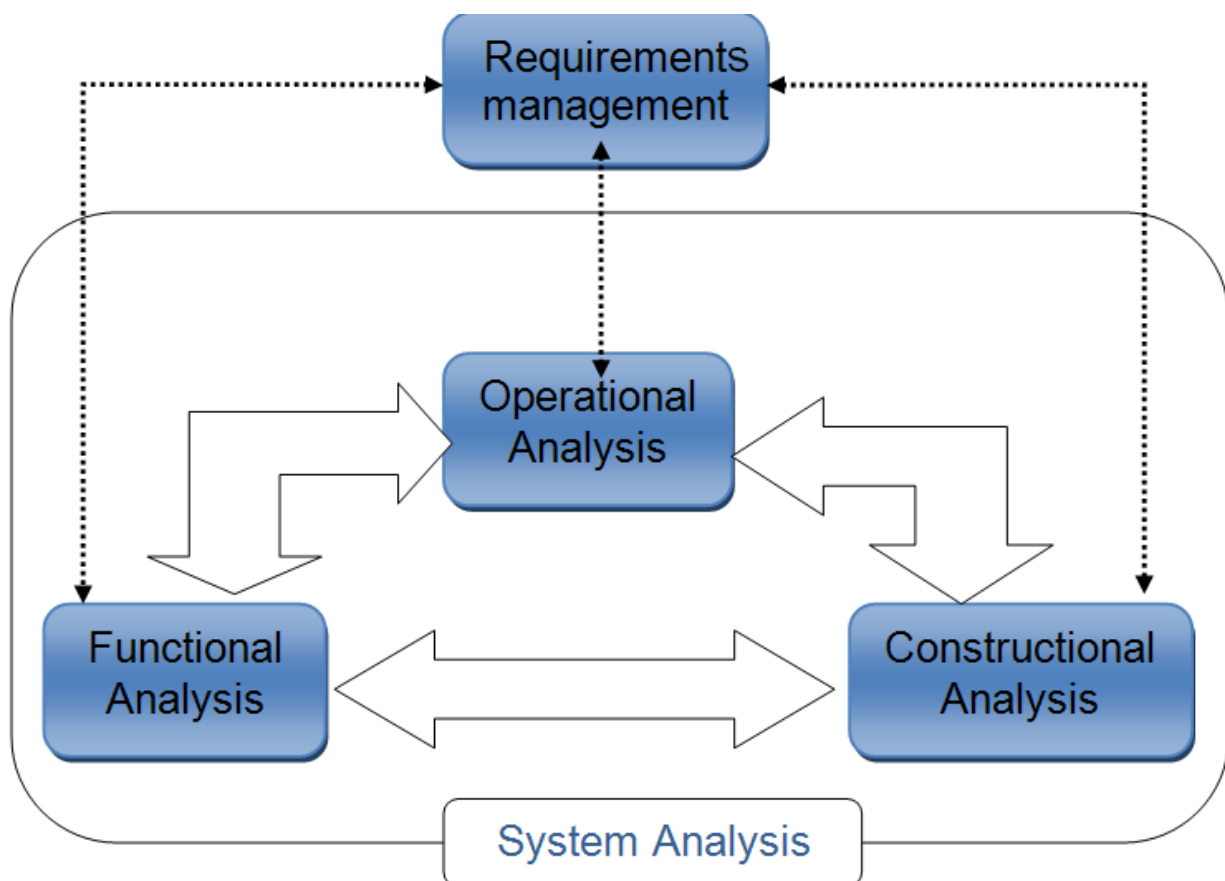 Requirements
management
Operational
Analysis
Functional
Analysis
Constructional
Analysis
System Analysis